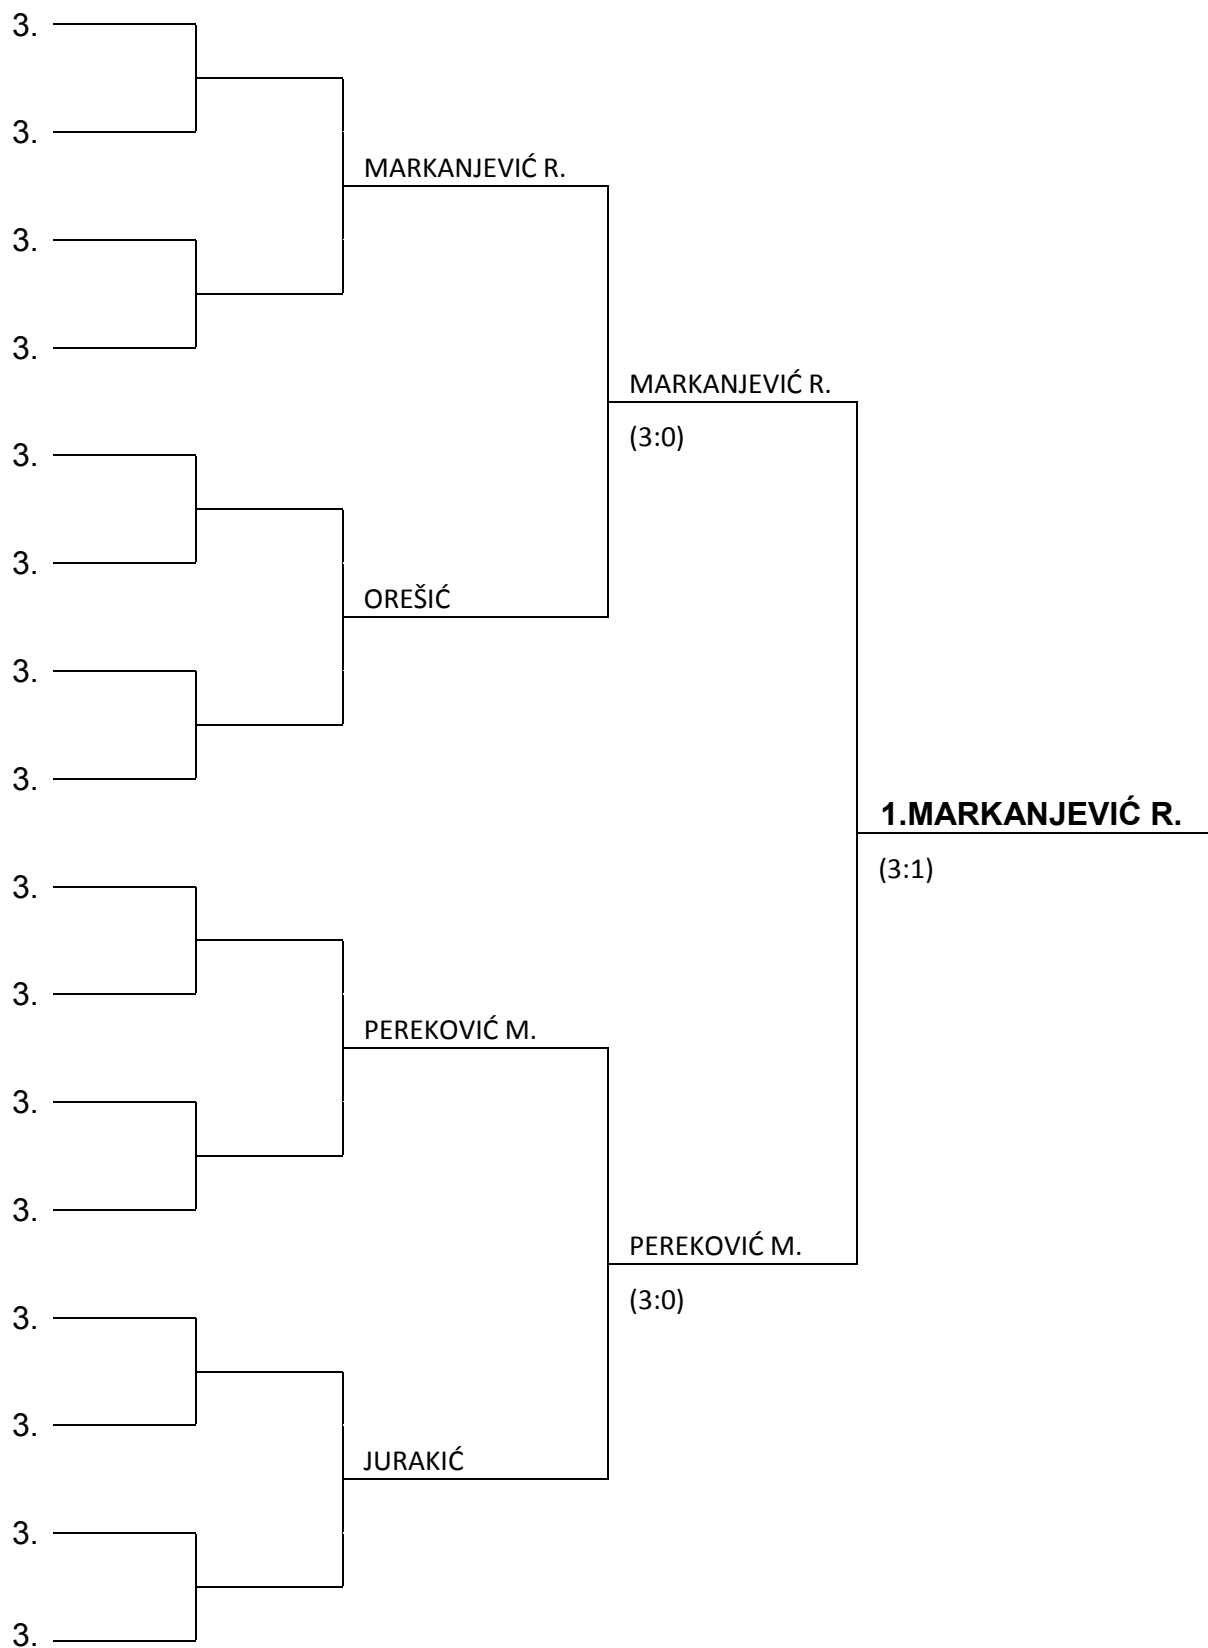 3.
3.
MARKANJEVIĆ R.
3.
3.
MARKANJEVIĆ R.
(3:0)
3.
3.
OREŠIĆ
3.
3.
1.MARKANJEVIĆ R.
(3:1)
3.
3.
PEREKOVIĆ M.
3.
3.
PEREKOVIĆ M.
(3:0)
3.
3.
JURAKIĆ
3.
3.